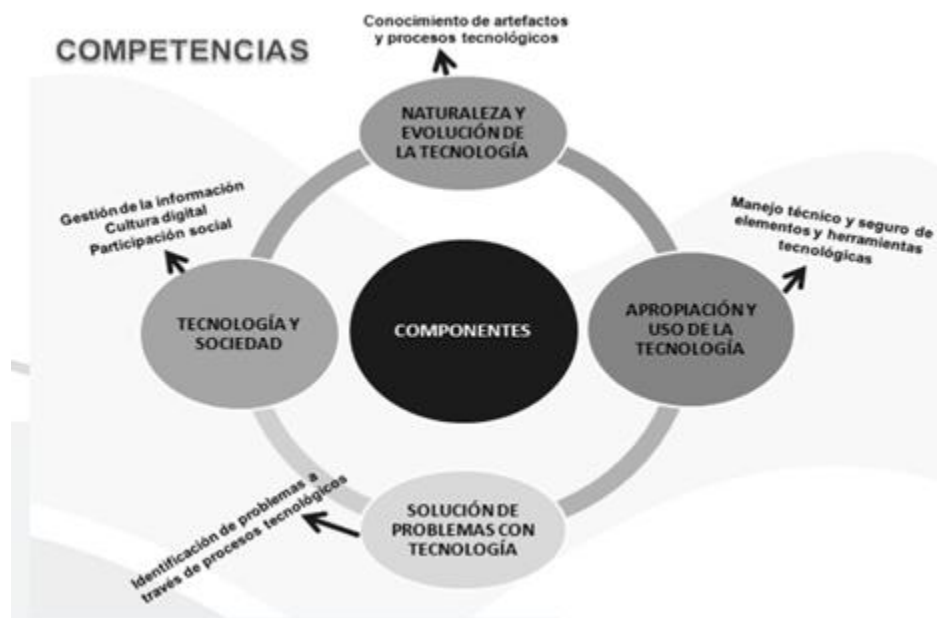 COMPETENCIAS
Conocimiento de artefactos
y procesos tecnológicos
NATURALEZA Y
EVOLUCIÓN DE
LA TECNOLOGÍA
Gestión de la información
Cultura digital
Participación social
Manejo técnico y seguro de
elementos y herramientas
tecnológicas
TECNOLOGÍA Y
SOCIEDAD
COMPONENTES
APROPIACIÓN Y
USO DE LA
TECNOLOGÍA
Identificación de problemas a
través de procesos tecnológicos
SOLUCIÓN DE
PROBLEMAS CON
TECNOLOGÍA